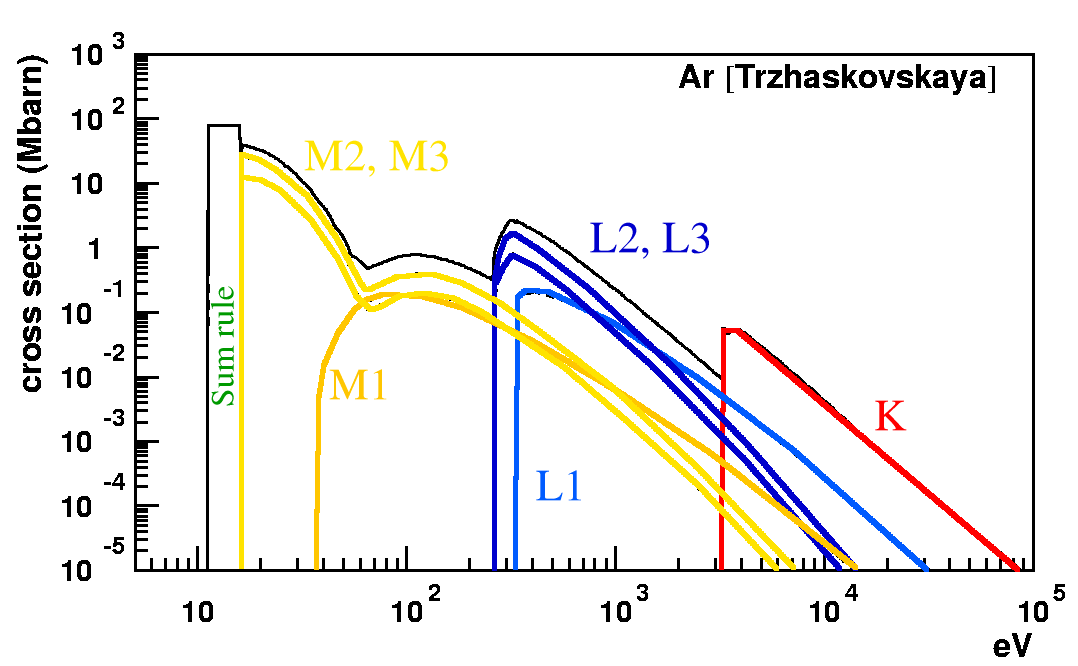 Ar [Trzhaskovskaya]
cross section (Mbarn)
10 3
10 2
10
1
10 -1
10 -2
10 -3
10 -4
10 -5
Sum rule
M2, M3
M1
L2, L3
L1
K
10
10 2
10 3
10 4
10 5
eV